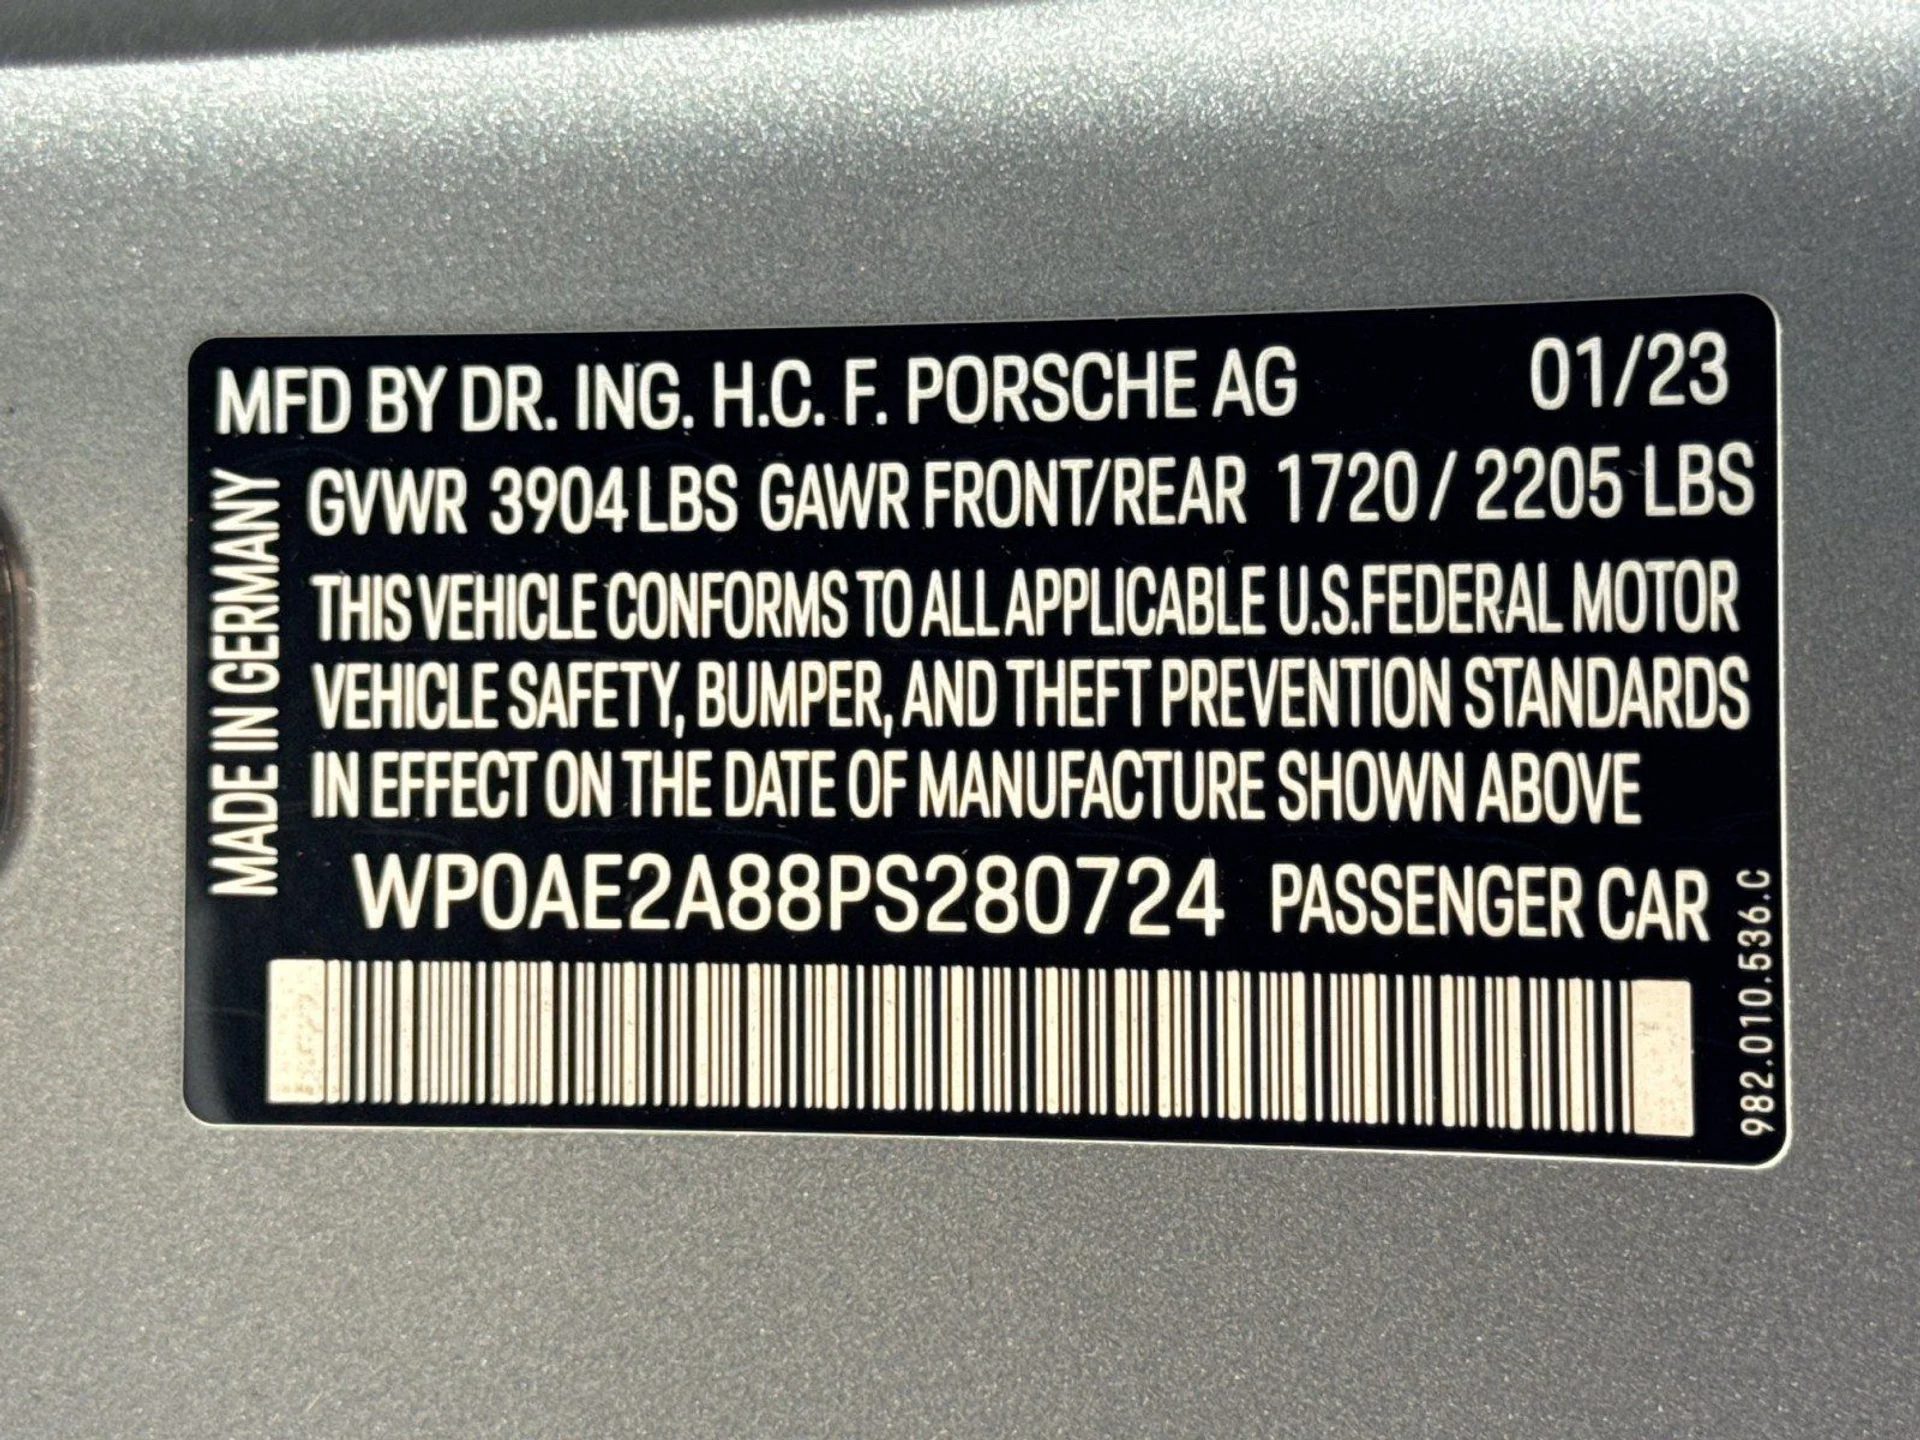 MFD BY DR. ING. H.C. F. PORSCHE AG 01/23
GVWR 3904 LBS GAWR FRONT/REAR 1720 / 2205 LBS
THIS VEHICLE CONFORMS TO ALL APPLICABLE U.S.FEDERAL MOTOR
VEHICLE SAFETY, BUMPER, AND THEFT PREVENTION STANDARDS
IN EFFECT ON THE DATE OF MANUFACTURE SHOWN ABOVE
WP0AE2A88PS280724 PASSENGER CAR
MADE IN GERMANY
982.010.536.C